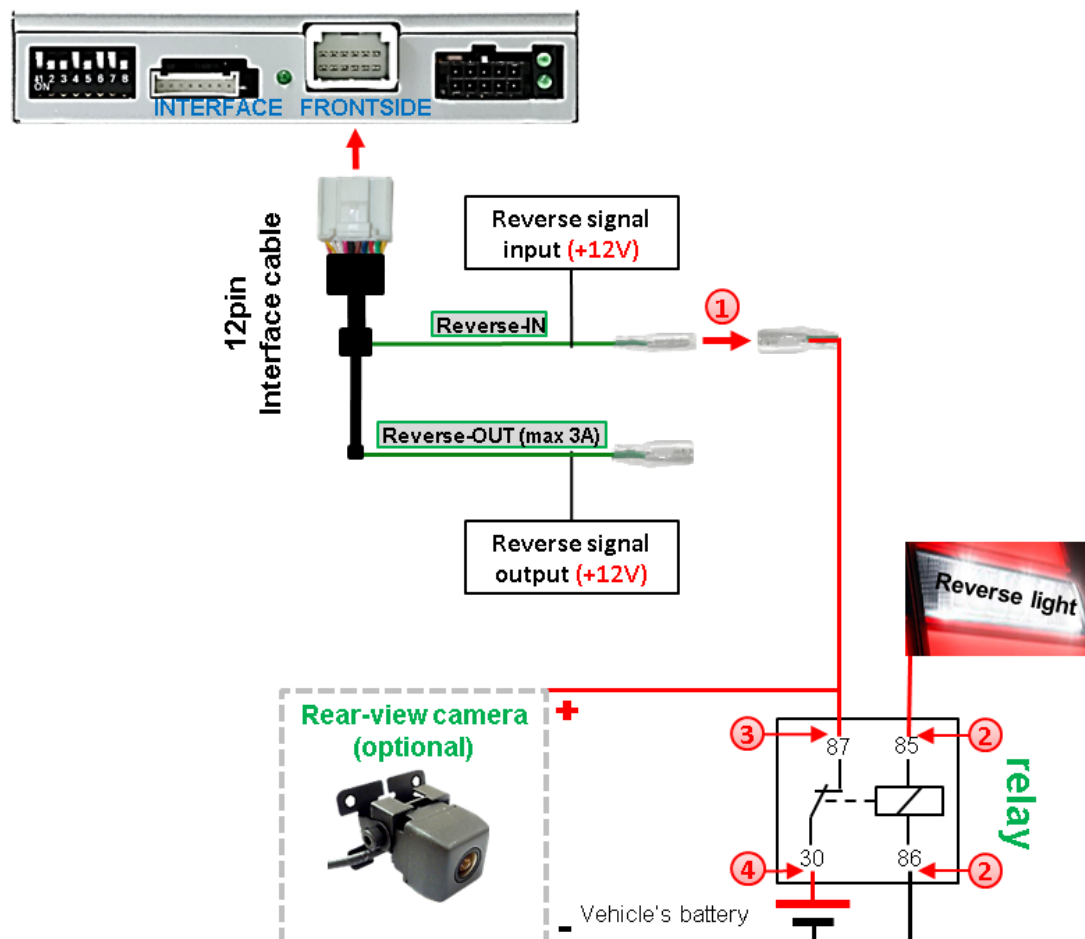 1 2 3 4 5 6 7 8
ON
INTERFACE
FRONTSIDE
12pin
Interface cable
Reverse signal
input (+12V)
Reverse-IN
1
Reverse-OUT (max 3A)
Reverse signal
output (+12V)
Reverse light
Rear-view camera
(optional)
+
3
87
85
2
relay
4
30
86
2
-
Vehicle's battery